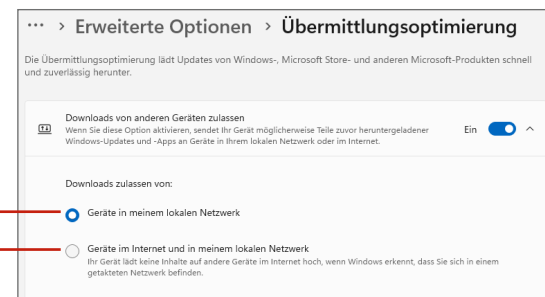 ··· > Erweiterte Optionen > Übermittlungsoptimierung
Die Übermittlungsoptimierung lädt Updates von Windows-, Microsoft Store- und anderen Microsoft-Produkten schnell
und zuverlässig herunter.
Downloads von anderen Geräten zulassen
Wenn Sie diese Option aktivieren, sendet Ihr Gerät möglicherweise Teile zuvor heruntergeladener
Windows-Updates und -Apps an Geräte in Ihrem lokalen Netzwerk oder im Internet.
Ein
Downloads zulassen von:
Geräte in meinem lokalen Netzwerk
Geräte im Internet und in meinem lokalen Netzwerk
Ihr Gerät lädt keine Inhalte auf andere Geräte im Internet hoch, wenn Windows erkennt, dass Sie sich in einem
getakteten Netzwerk befinden.